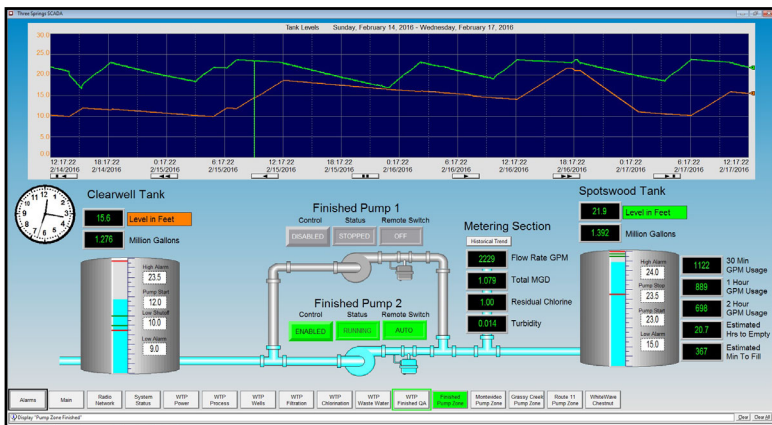 Three Springs SCADA
Tank Levels Sunday, February 14, 2016 - Wednesday, February 17, 2016
30.0
25.0
20.0
15.0
10.0
5.0
0.0
12:17:22 18:17:22 0:17:22 6:17:22 12:17:22 18:17:22 0:17:22 6:17:22 12:17:22 18:17:22 0:17:22 6:17:22 12:17:22
2/14/2016 2/14/2016 2/15/2016 2/15/2016 2/15/2016 2/15/2016 2/16/2016 2/16/2016 2/16/2016 2/16/2016 2/17/2016 2/17/2016 2/17/2016
12
1
2
3
4
5
6
7
8
9
10
11
Clearwell Tank
15.6 Level in Feet
1.276 Million Gallons
High Alarm
23.5
Pump Start
12.0
Low Shutoff
10.0
Low Alarm
9.0
Finished Pump 1
Control Status Remote Switch
DISABLED STOPPED OFF
Finished Pump 2
Control Status Remote Switch
ENABLED RUNNING AUTO
Metering Section
Historical Trend
2229 Flow Rate GPM
1.079 Total MGD
1.00 Residual Chlorine
0.014 Turbidity
Spotswood Tank
21.9 Level in Feet
1.392 Million Gallons
High Alarm
24.0
Pump Stop
23.5
Pump Start
23.0
Low Alarm
15.0
1122 30 Min
GPM Usage
889 1 Hour
GPM Usage
698 2 Hour
GPM Usage
20.7 Estimated
Hrs to Empty
367 Estimated
Min To Fill
Alarms
Main
Radio
Network
System
Status
WTP
Power
WTP
Process
WTP
Wells
WTP
Filtration
WTP
Chlorination
WTP
Waste Water
WTP
Finished QA
Finished
Pump Zone
Montevideo
Pump Zone
Grassy Creek
Pump Zone
Route 11
Pump Zone
WhiteWave
Chestnut
Display "Pump Zone Finished"
Clear
Clear All